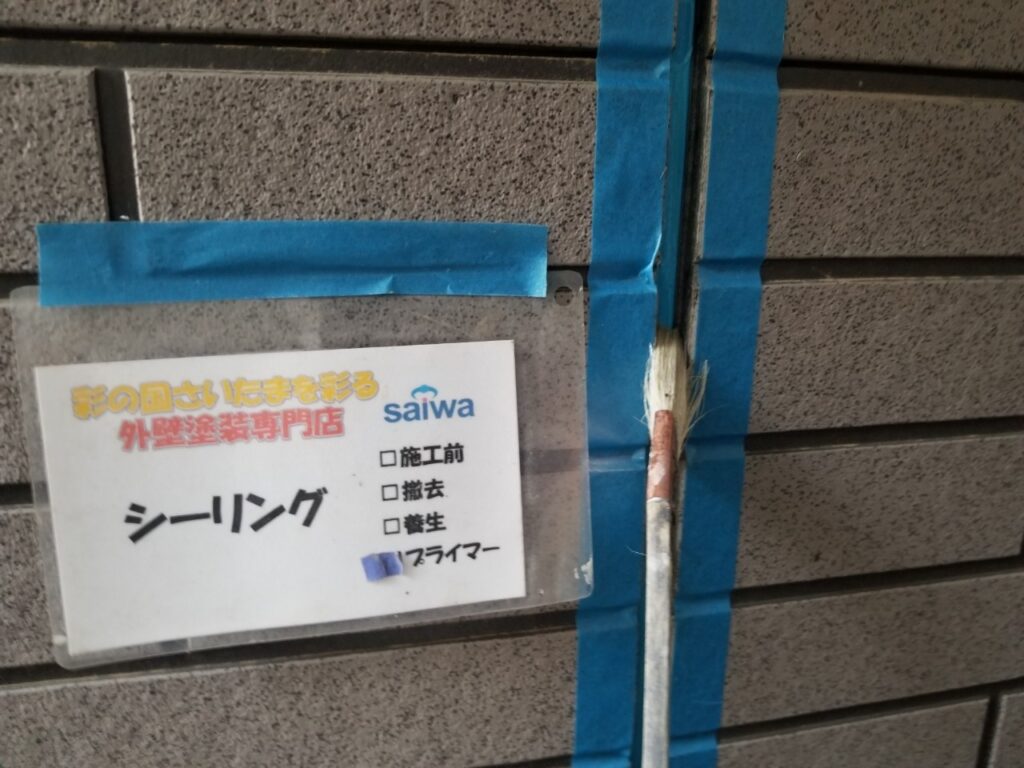 彩の国さいたまを彩る
外壁塗装専門店
シーリング
saiwa
□施工前
□撤去
□養生
プライマー